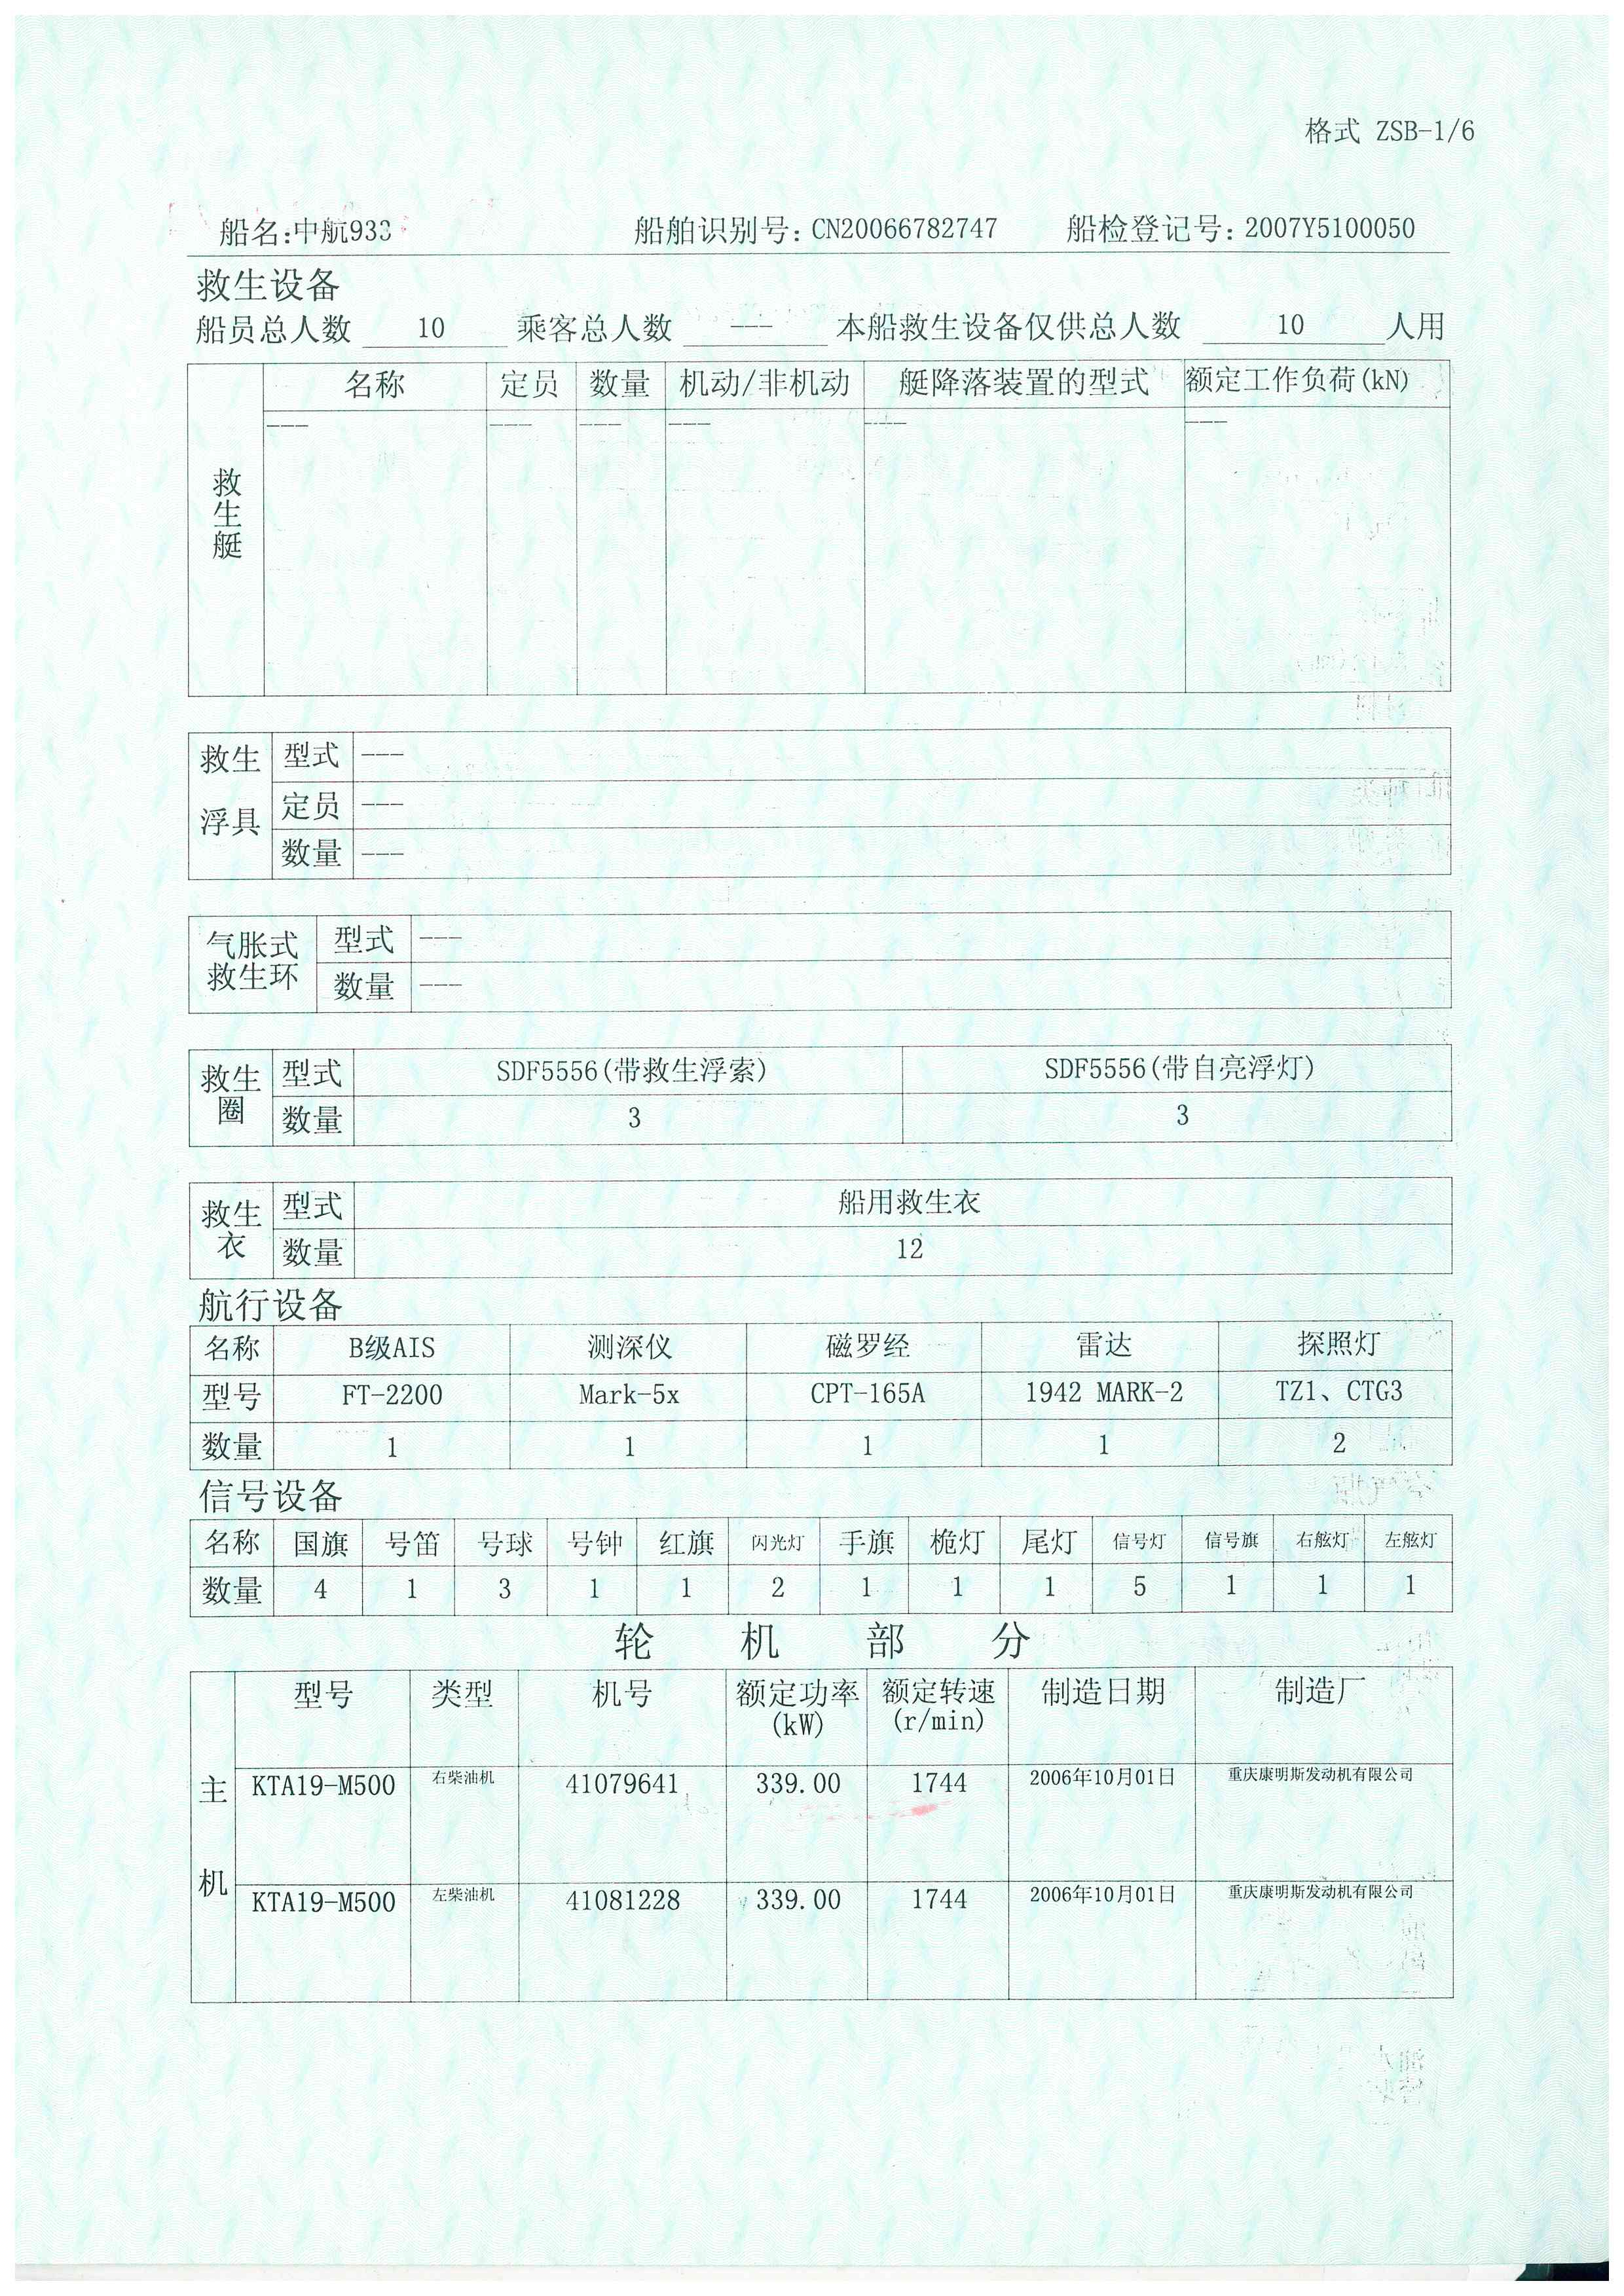 格式 ZSB-1/6
船名:中航933 船舶识别号: CN20066782747 船检登记号: 2007Y5100050
救生设备
船员总人数 10 乘客总人数 --- 本船救生设备仅供总人数 10 人用
救生艇
名称 定员 数量 机动/非机动 艇降落装置的型式 额定工作负荷(kN)
--- --- --- --- --- ---
救生浮具
型式 ---
定员 ---
数量 ---
气胀式救生环
型式 ---
数量 ---
救生圈
型式 SDF5556(带救生浮索) SDF5556(带自亮浮灯)
数量 3 3
救生衣
型式 船用救生衣
数量 12
航行设备
名称 B级AIS 测深仪 磁罗经 雷达 探照灯
型号 FT-2200 Mark-5x CPT-165A 1942 MARK-2 TZ1、CTG3
数量 1 1 1 1 2
信号设备
名称 国旗 号笛 号球 号钟 红旗 闪光灯 手旗 桅灯 尾灯 信号灯 信号旗 右舷灯 左舷灯
数量 4 1 3 1 1 2 1 1 1 5 1 1 1
轮机部分
主机
型号 类型 机号 额定功率(kW) 额定转速(r/min) 制造日期 制造厂
KTA19-M500 右柴油机 41079641 339.00 1744 2006年10月01日 重庆康明斯发动机有限公司
KTA19-M500 左柴油机 41081228 339.00 1744 2006年10月01日 重庆康明斯发动机有限公司